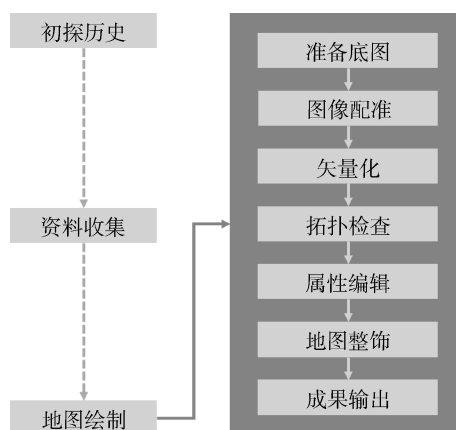 初探历史
资料收集
地图绘制
准备底图
图像配准
矢量化
拓扑检查
属性编辑
地图整饰
成果输出